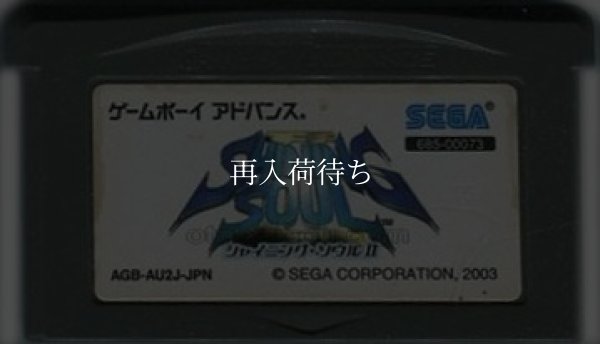 ゲームボーイ アドバンス®
SEGA®
685-00073
SHINING SOUL II
再入荷待ち
シャイニング・ソウルII
AGB-AU2J-JPN
© SEGA CORPORATION, 2003